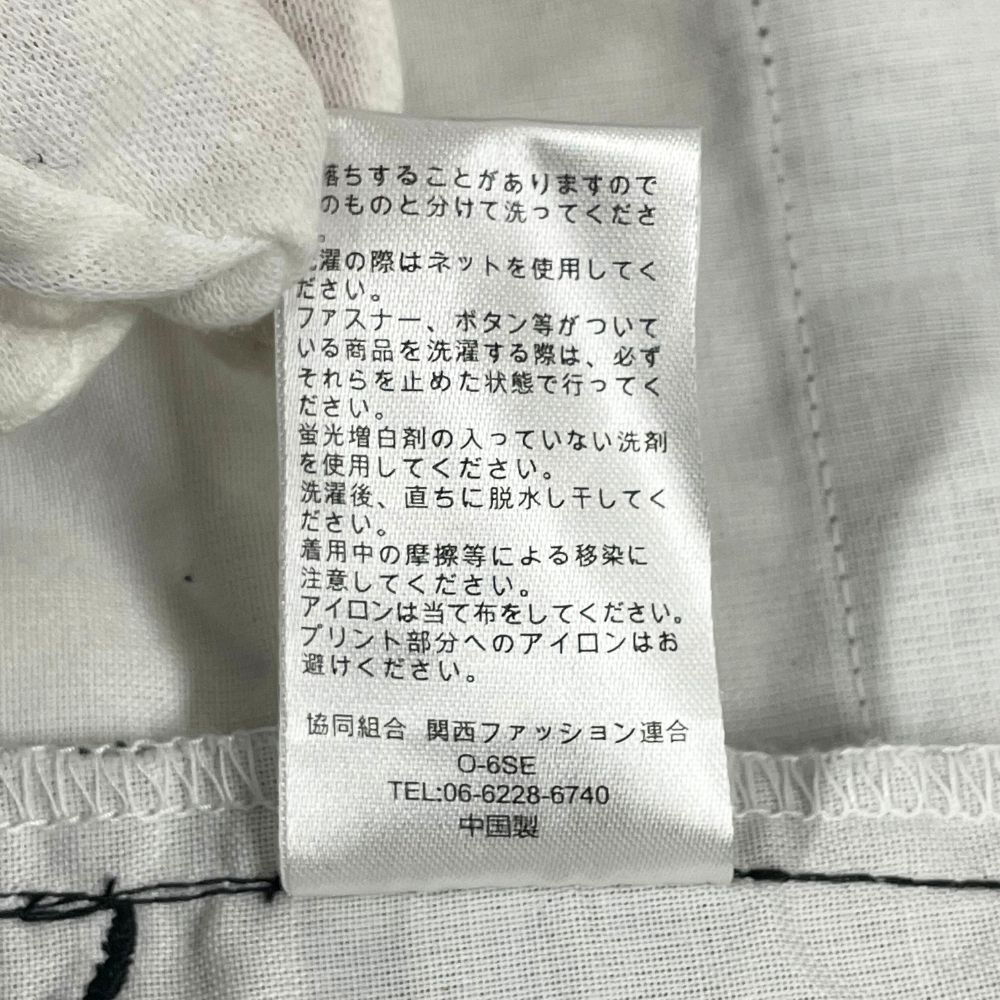 落ちすることがありますので
のものと分けて洗ってくださ
。
濯の際はネットを使用してく
ださい。
ファスナー、ボタン等がついて
いる商品を洗濯する際は、必ず
それらを止めた状態で行ってく
ださい。
蛍光増白剤の入っていない洗剤
を使用してください。
洗濯後、直ちに脱水し干してく
ださい。
着用中の摩擦等による移染に
注意してください。
アイロンは当て布をしてください。
プリント部分へのアイロンはお
避けください。
協同組合 関西ファッション連合
O-6SE
TEL:06-6228-6740
中国製